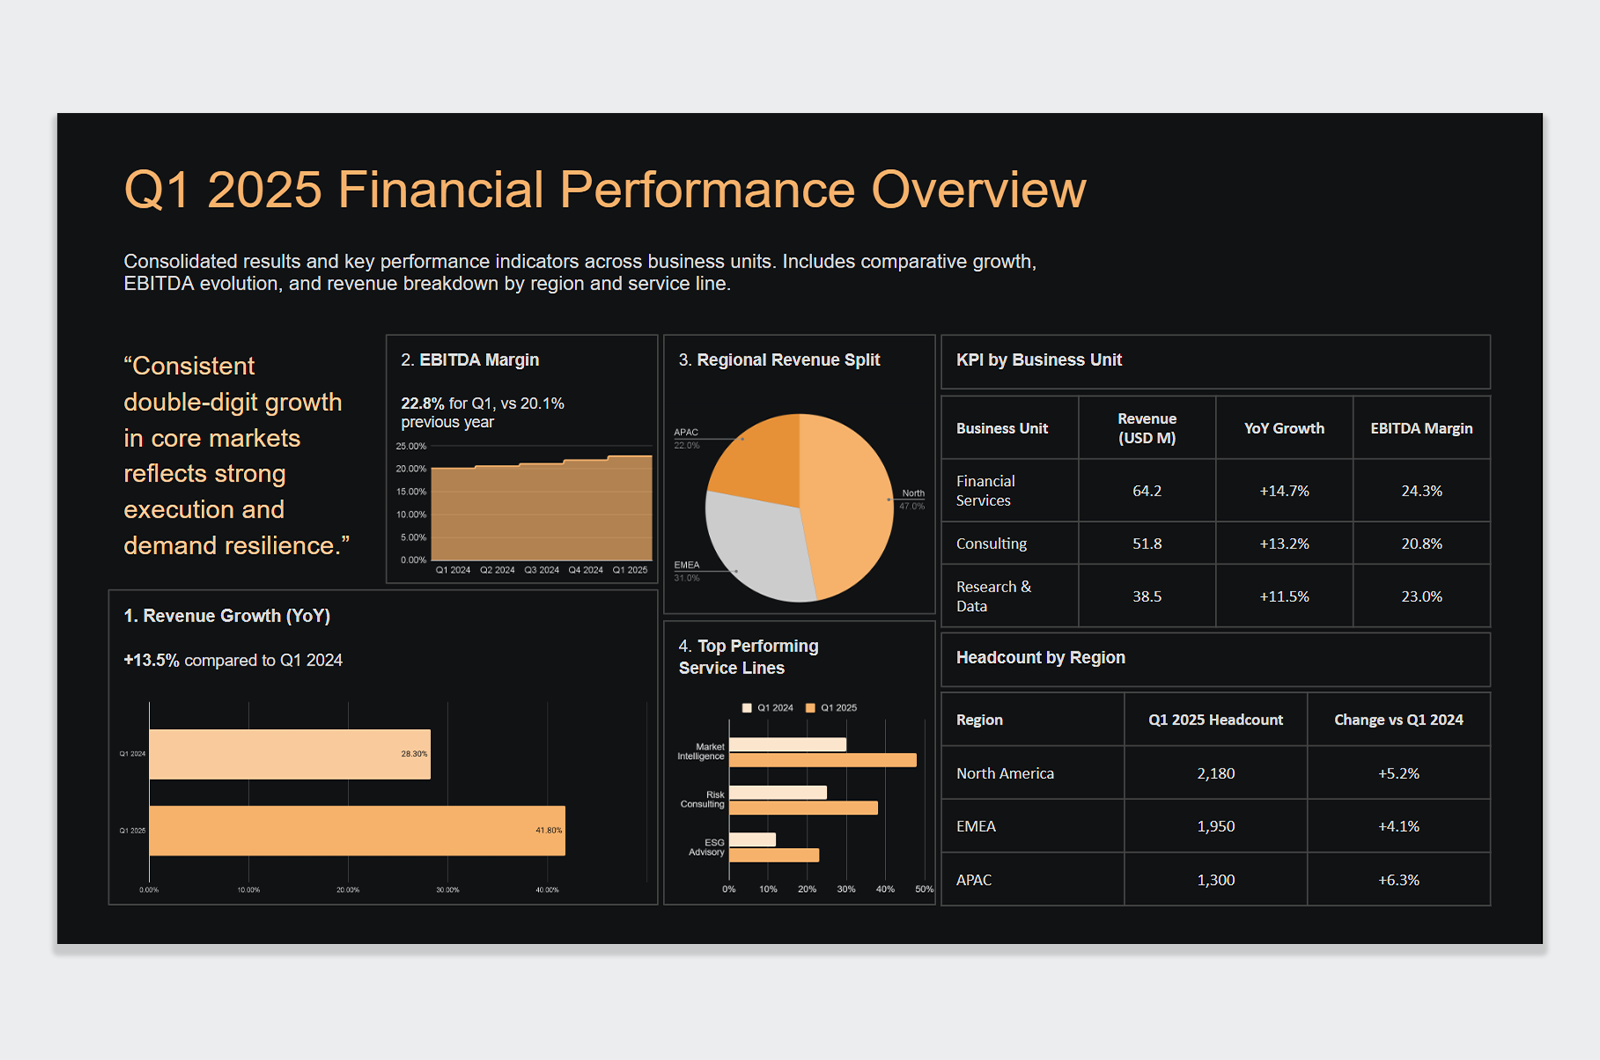 Q1 2025 Financial Performance Overview
Consolidated results and key performance indicators across business units. Includes comparative growth,
EBITDA evolution, and revenue breakdown by region and service line.
“Consistent
double-digit growth
in core markets
reflects strong
execution and
demand resilience.”
2. EBITDA Margin
22.8% for Q1, vs 20.1%
previous year
25.00%
20.00%
15.00%
10.00%
5.00%
0.00%
Q1 2024 Q2 2024 Q3 2024 Q4 2024 Q1 2025
1. Revenue Growth (YoY)
+13.5% compared to Q1 2024
Q1 2024
28.30%
Q1 2025
41.80%
0.00% 10.00% 20.00% 30.00% 40.00%
3. Regional Revenue Split
APAC
22.0%
North
47.0%
EMEA
31.0%
4. Top Performing
Service Lines
Q1 2024 Q1 2025
Market
Intelligence
Risk
Consulting
ESG
Advisory
0% 10% 20% 30% 40% 50%
KPI by Business Unit
Business Unit Revenue (USD M) YoY Growth EBITDA Margin
Financial Services 64.2 +14.7% 24.3%
Consulting 51.8 +13.2% 20.8%
Research & Data 38.5 +11.5% 23.0%
Headcount by Region
Region Q1 2025 Headcount Change vs Q1 2024
North America 2,180 +5.2%
EMEA 1,950 +4.1%
APAC 1,300 +6.3%